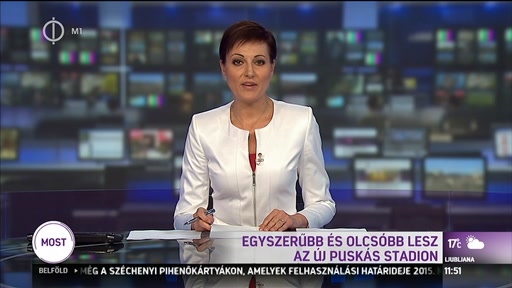 M1
MOST
EGYSZERŰBB ÉS OLCSÓBB LESZ
AZ ÚJ PUSKÁS STADION
17°C
LJUBLJANA
BELFÖLD ▸ MÉG A SZÉCHENYI PIHENŐKÁRTYÁKON, AMELYEK FELHASZNÁLÁSI HATÁRIDEJE 2015.
11:51